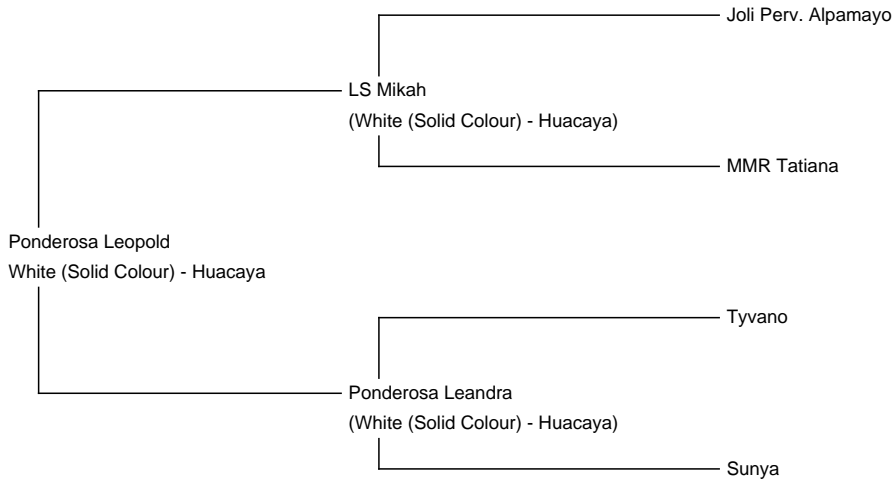 Joli Perv. Alpamayo
LS Mikah
(White (Solid Colour) - Huacaya)
MMR Tatiana
Ponderosa Leopold
White (Solid Colour) - Huacaya
Tyvano
Ponderosa Leandra
(White (Solid Colour) - Huacaya)
Sunya